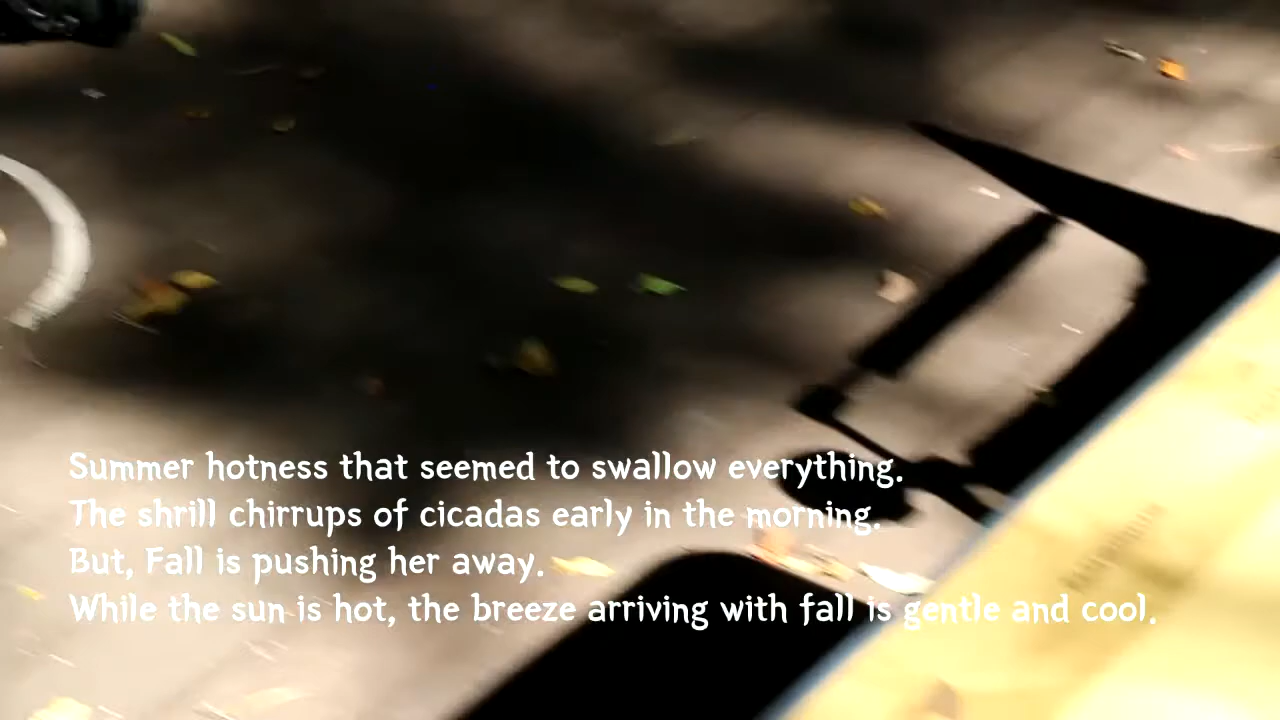 Summer hotness that seemed to swallow everything.
The shrill chirrups of cicadas early in the morning.
But, Fall is pushing her away.
While the sun is hot, the breeze arriving with fall is gentle and cool.